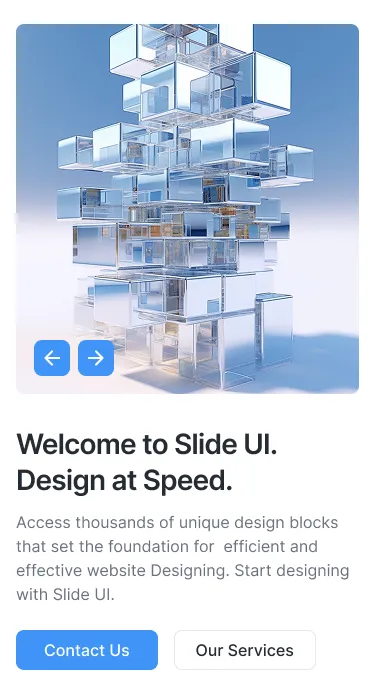 Welcome to Slide UI.
Design at Speed.
Access thousands of unique design blocks
that set the foundation for  efficient and
effective website Designing. Start designing
with Slide UI.
Contact Us
Our Services